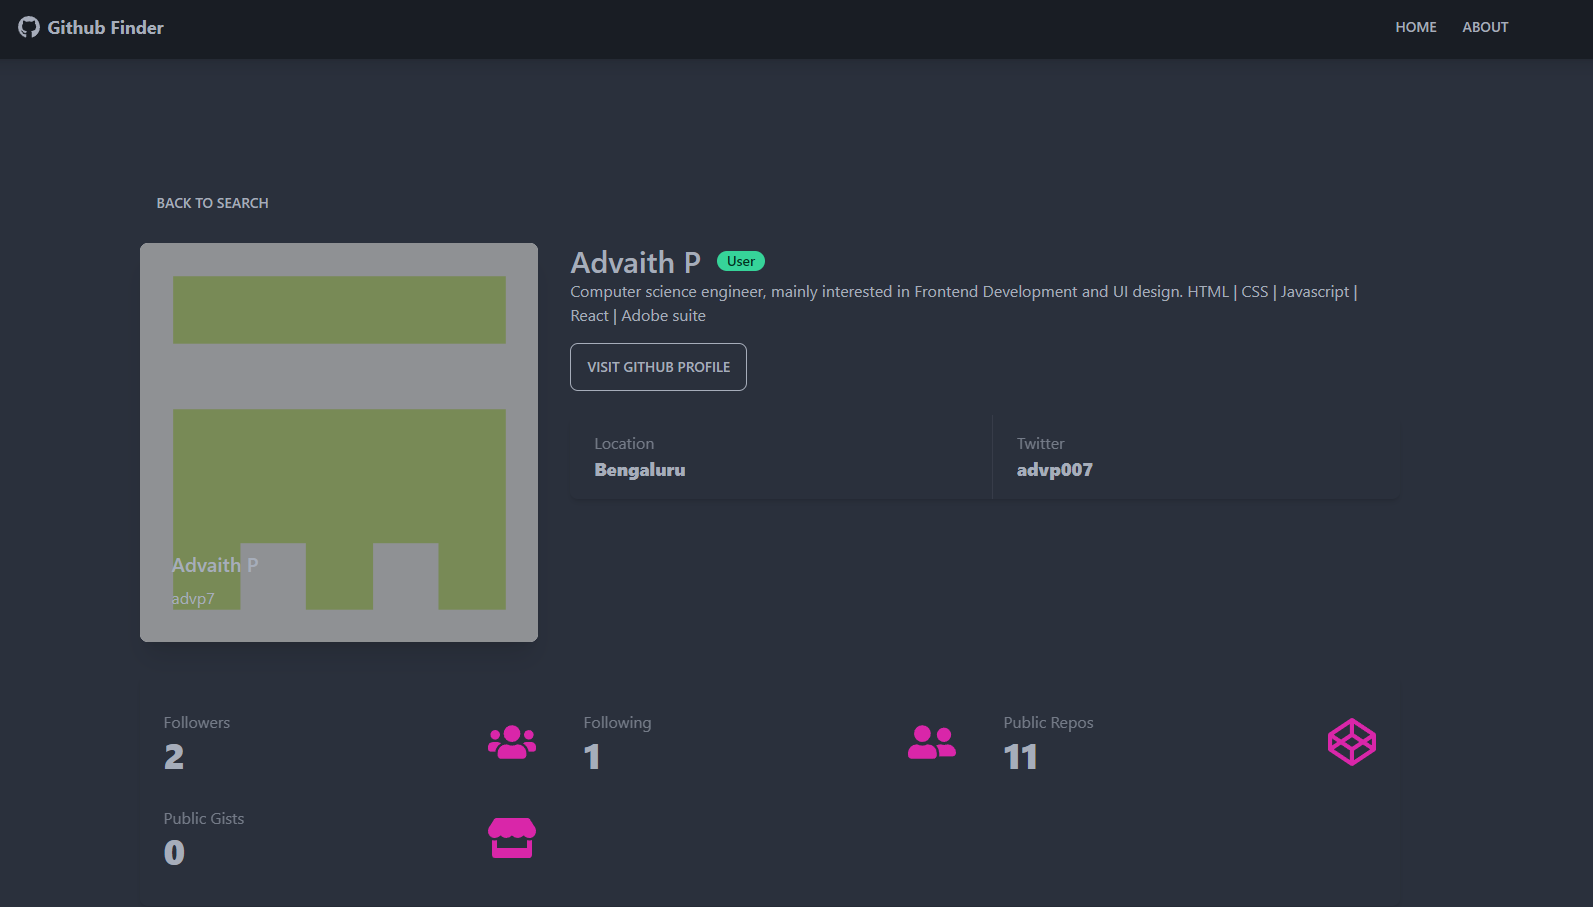 Github Finder
HOME
ABOUT
BACK TO SEARCH
Advaith P
advp7
Advaith P
User
Computer science engineer, mainly interested in Frontend Development and UI design. HTML | CSS | Javascript |
React | Adobe suite
VISIT GITHUB PROFILE
Location
Bengaluru
Twitter
advp007
Followers
2
Following
1
Public Repos
11
Public Gists
0